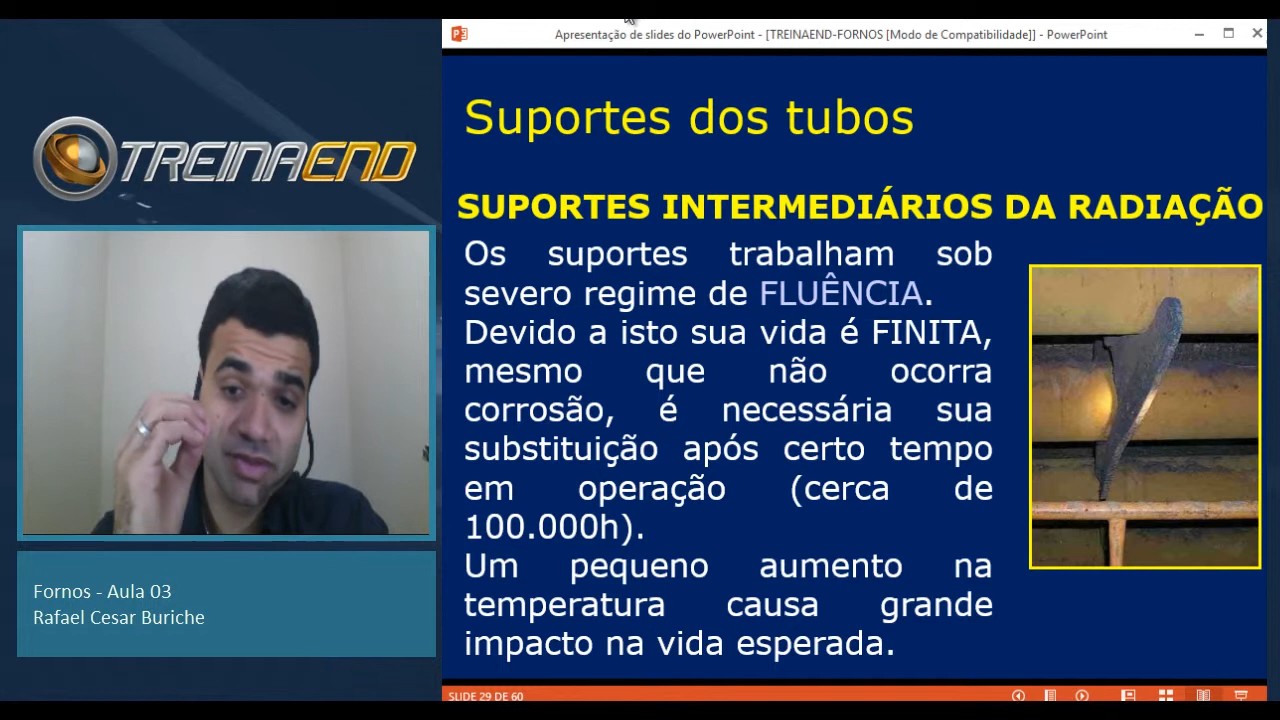 Apresentação de slides do PowerPoint - [TREINAEND-FORNOS [Modo de Compatibilidade]] - PowerPoint
TREINAEND
Suportes dos tubos
SUPORTES INTERMEDIÁRIOS DA RADIAÇÃO
Os suportes trabalham sob
severo regime de FLUÊNCIA.
Devido a isto sua vida é FINITA,
mesmo que não ocorra
corrosão, é necessária sua
substituição após certo tempo
em operação (cerca de
100.000h).
Um pequeno aumento na
temperatura causa grande
impacto na vida esperada.
Fornos - Aula 03
Rafael Cesar Buriche
SLIDE 29 DE 60